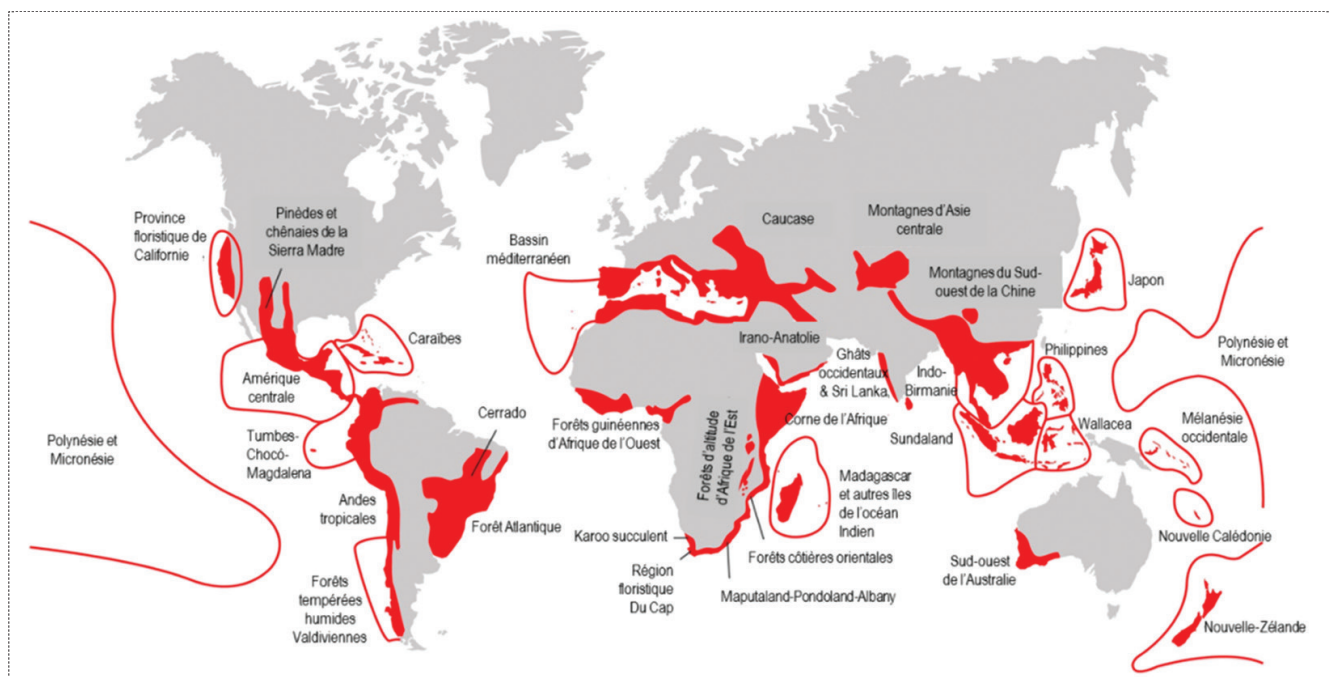 Province
floristique de
Californie
Pinèdes et
chênaies de la
Sierra Madre
Bassin
méditerranéen
Caucase
Montagnes d'Asie
centrale
Montagnes du Sud-
ouest de la Chine
Japon
Caraïbes
Irano-Anatolie
Ghâts
occidentaux
& Sri Lanka
Indo-
Birmanie
Philippines
Polynésie et
Micronésie
Amérique
centrale
Cerrado
Forêts guinéennes
d'Afrique de l'Ouest
Forêts d'altitude
d'Afrique de l'Est
Corne de l'Afrique
Sundaland
Wallacea
Mélanésie
occidentale
Polynésie et
Micronésie
Tumbes-
Chocó-
Magdalena
Andes
tropicales
Forêt Atlantique
Madagascar
et autres îles
de l'océan
Indien
Karoo succulent
Forêts côtières orientales
Nouvelle Calédonie
Région
floristique
Du Cap
Maputaland-Pondoland-Albany
Sud-ouest
de l'Australie
Forêts
tempérées
humides
Valdiviennes
Nouvelle-Zélande